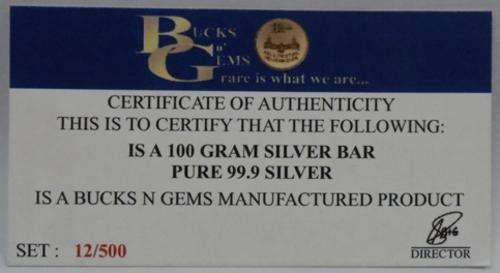 BUCKS
n'
GEMS
rare is what we are...
CERTIFICATE OF AUTHENTICITY
THIS IS TO CERTIFY THAT THE FOLLOWING:
IS A 100 GRAM SILVER BAR
PURE 99.9 SILVER
IS A BUCKS N GEMS MANUFACTURED PRODUCT
SET : 12/500
DIRECTOR